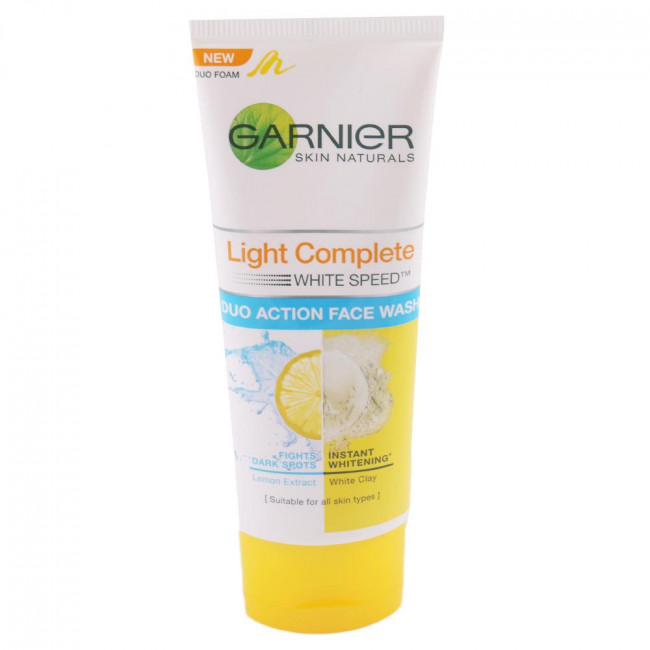 NEW
DUO FOAM
GARNIER
SKIN NATURALS
Light Complete
WHITE SPEED™
DUO ACTION FACE WASH
FIGHTS
DARK SPOTS
Lemon Extract
INSTANT
WHITENING*
White Clay
[ Suitable for all skin types ]